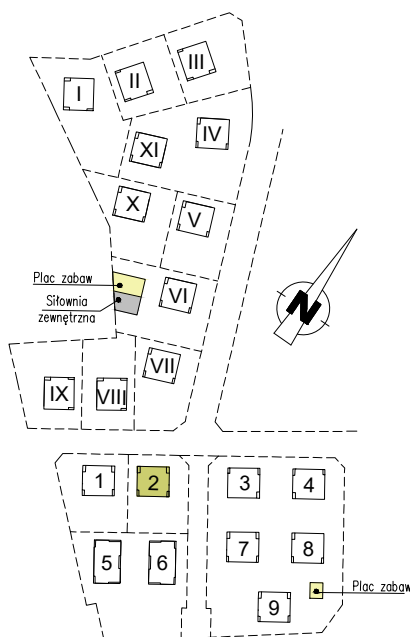 I
II
III
IV
XI
X
V
Plac zabaw
Siłownia
zewnętrzna
VI
VII
IX
VIII
N
1
2
3
4
5
6
7
8
Plac zabaw
9